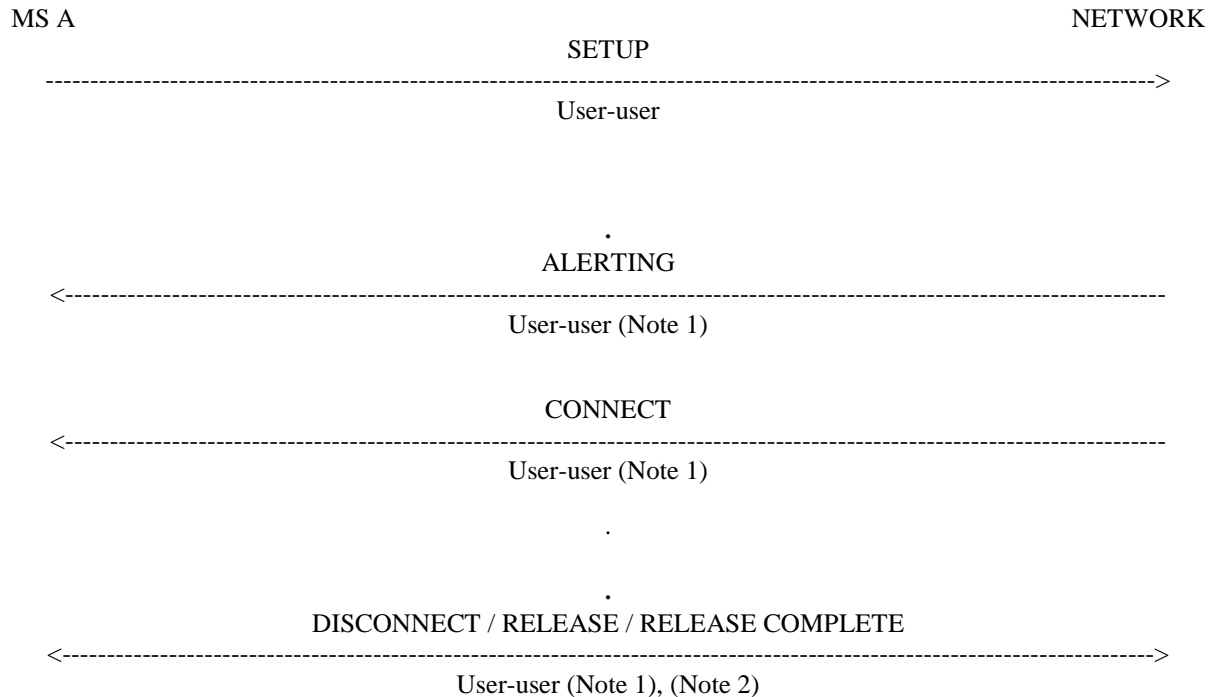 MS A NETWORK
SETUP
------------------------------------------------------------------------------------------------------------------------------>
User-user
.
ALERTING
<-----------------------------------------------------------------------------------------------------------------------------
User-user (Note 1)
CONNECT
<-----------------------------------------------------------------------------------------------------------------------------
User-user (Note 1)
.
.
DISCONNECT / RELEASE / RELEASE COMPLETE
<---------------------------------------------------------------------------------------------------------------------------->
User-user (Note 1), (Note 2)